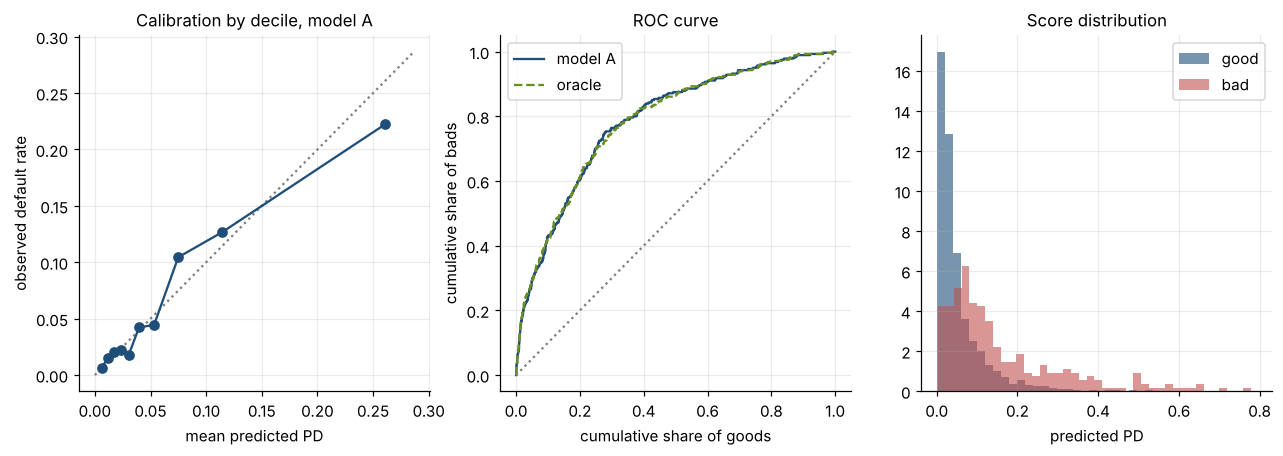 Calibration by decile, model A
0.30
0.25
0.20
0.15
0.10
0.05
0.00
observed default rate
0.00 0.05 0.10 0.15 0.20 0.25 0.30
mean predicted PD
ROC curve
model A
oracle
1.0
0.8
0.6
0.4
0.2
0.0
cumulative share of bads
0.0 0.2 0.4 0.6 0.8 1.0
cumulative share of goods
Score distribution
good
bad
16
14
12
10
8
6
4
2
0
0.0 0.2 0.4 0.6 0.8
predicted PD